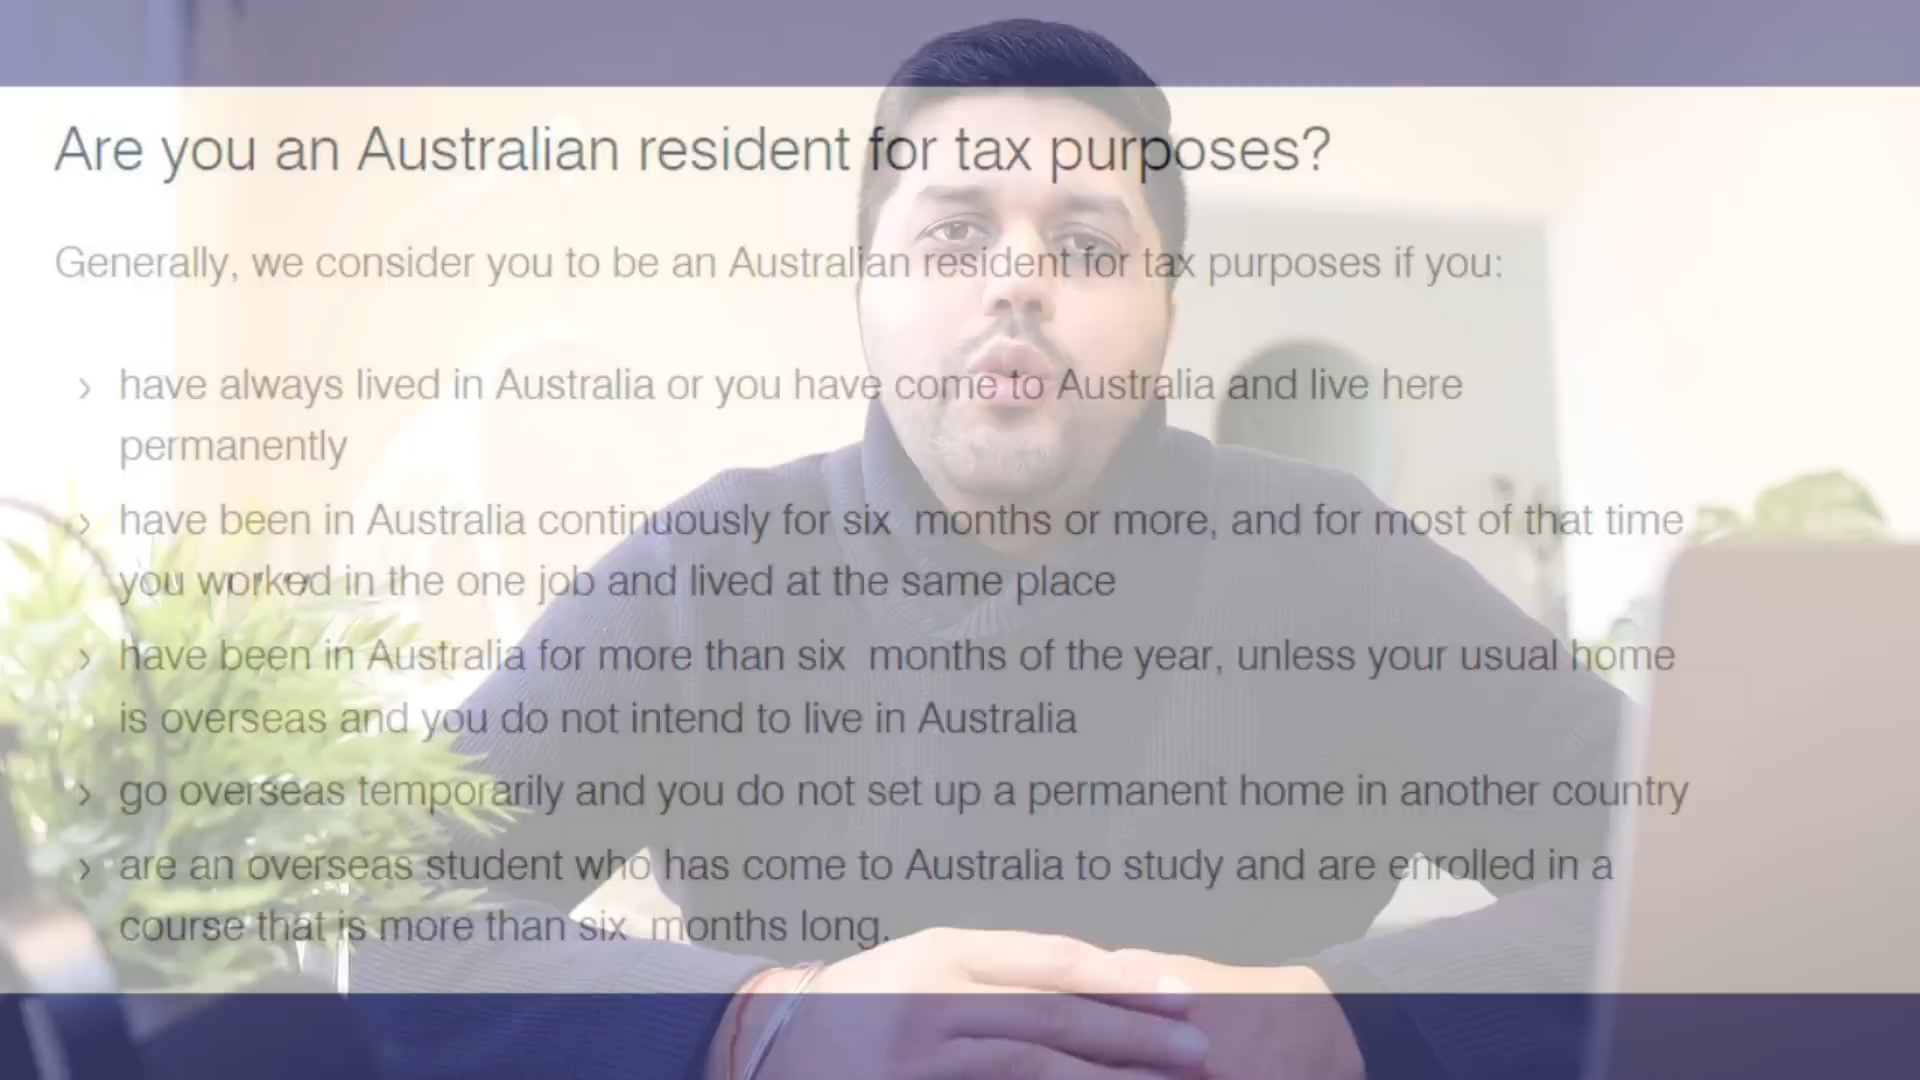 Are you an Australian resident for tax purposes?
Generally, we consider you to be an Australian resident for tax purposes if you:
› have always lived in Australia or you have come to Australia and live here
permanently
› have been in Australia continuously for six months or more, and for most of that time
you worked in the one job and lived at the same place
› have been in Australia for more than six months of the year, unless your usual home
is overseas and you do not intend to live in Australia
› go overseas temporarily and you do not set up a permanent home in another country
› are an overseas student who has come to Australia to study and are enrolled in a
course that is more than six months long.